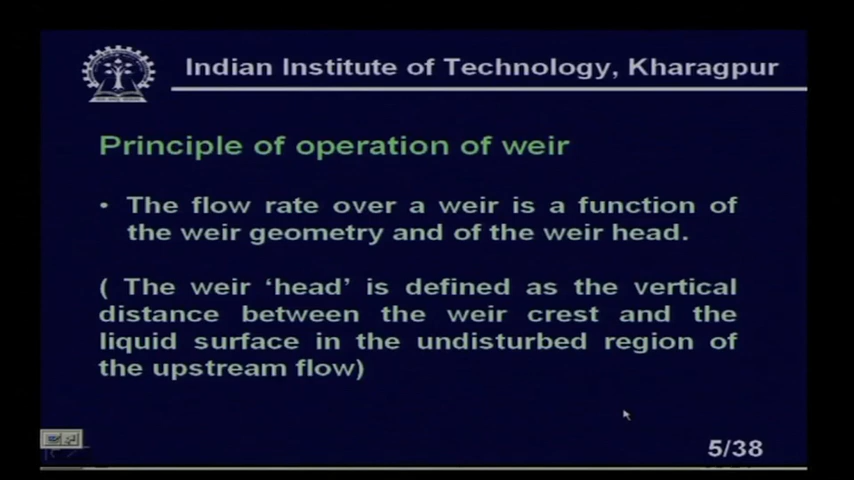 Indian Institute of Technology, Kharagpur
Principle of operation of weir
• The flow rate over a weir is a function of
the weir geometry and of the weir head.
( The weir ‘head’ is defined as the vertical
distance between the weir crest and the
liquid surface in the undisturbed region of
the upstream flow)
5/38